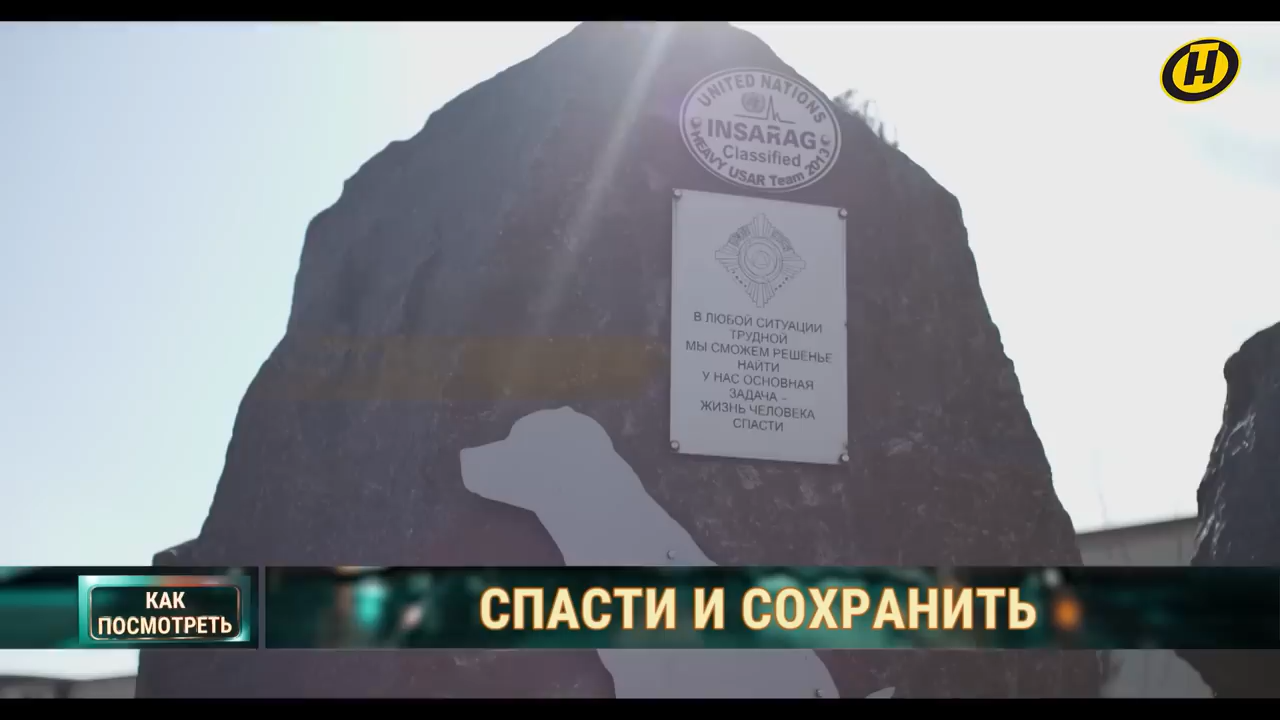 UNITED NATIONS
INSARAG
Classified
HEAVY USAR Team 2013
В ЛЮБОЙ СИТУАЦИИ
ТРУДНОЙ
МЫ СМОЖЕМ РЕШЕНЬЕ
НАЙТИ
У НАС ОСНОВНАЯ
ЗАДАЧА –
ЖИЗНЬ ЧЕЛОВЕКА
СПАСТИ
КАК
ПОСМОТРЕТЬ
СПАСТИ И СОХРАНИТЬ
Н